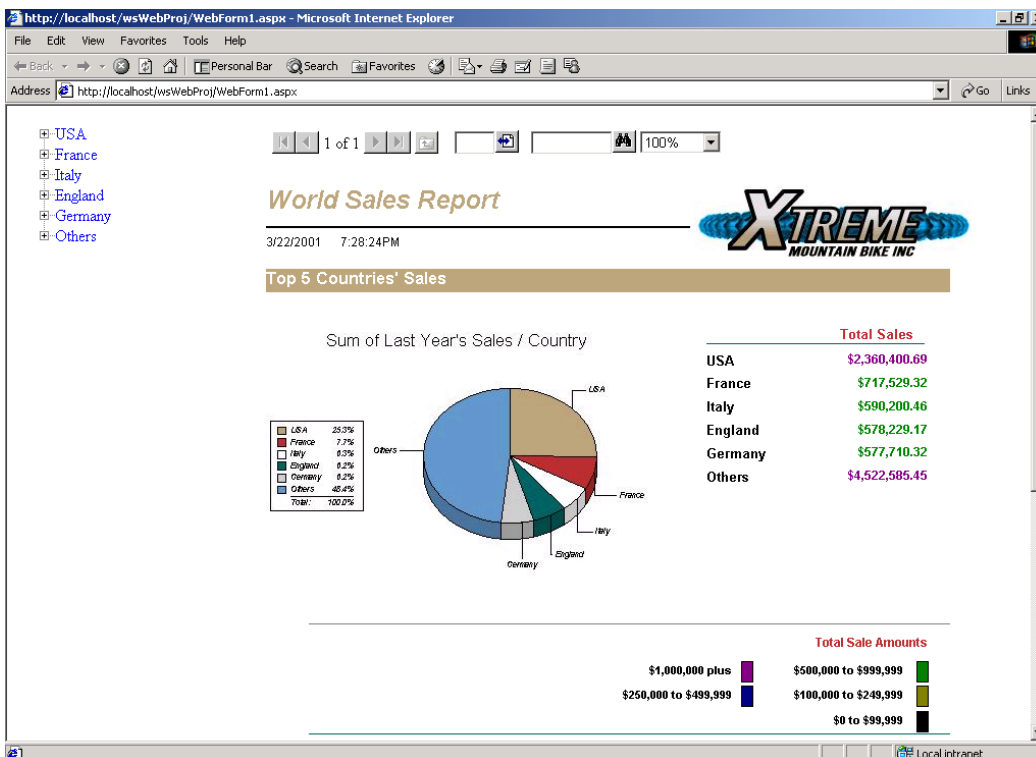 http://localhost/wsWebProj/WebForm1.aspx - Microsoft Internet Explorer
File Edit View Favorites Tools Help
Back Personal Bar Search Favorites
Address http://localhost/wsWebProj/WebForm1.aspx Go Links
USA
France
Italy
England
Germany
Others
1 of 1 100%
World Sales Report
XTREME
MOUNTAIN BIKE INC
3/22/2001 7:28:24PM
Top 5 Countries' Sales
Sum of Last Year's Sales / Country
USA 25.3%
France 7.7%
Italy 6.3%
England 6.2%
Germany 6.2%
Others 48.4%
Total: 100.0%
USA
France
Italy
England
Germany
Others
Total Sales
USA $2,360,400.69
France $717,529.32
Italy $590,200.46
England $578,229.17
Germany $577,710.32
Others $4,522,585.45
Total Sale Amounts
$1,000,000 plus $500,000 to $999,999
$250,000 to $499,999 $100,000 to $249,999
$0 to $99,999
Local intranet